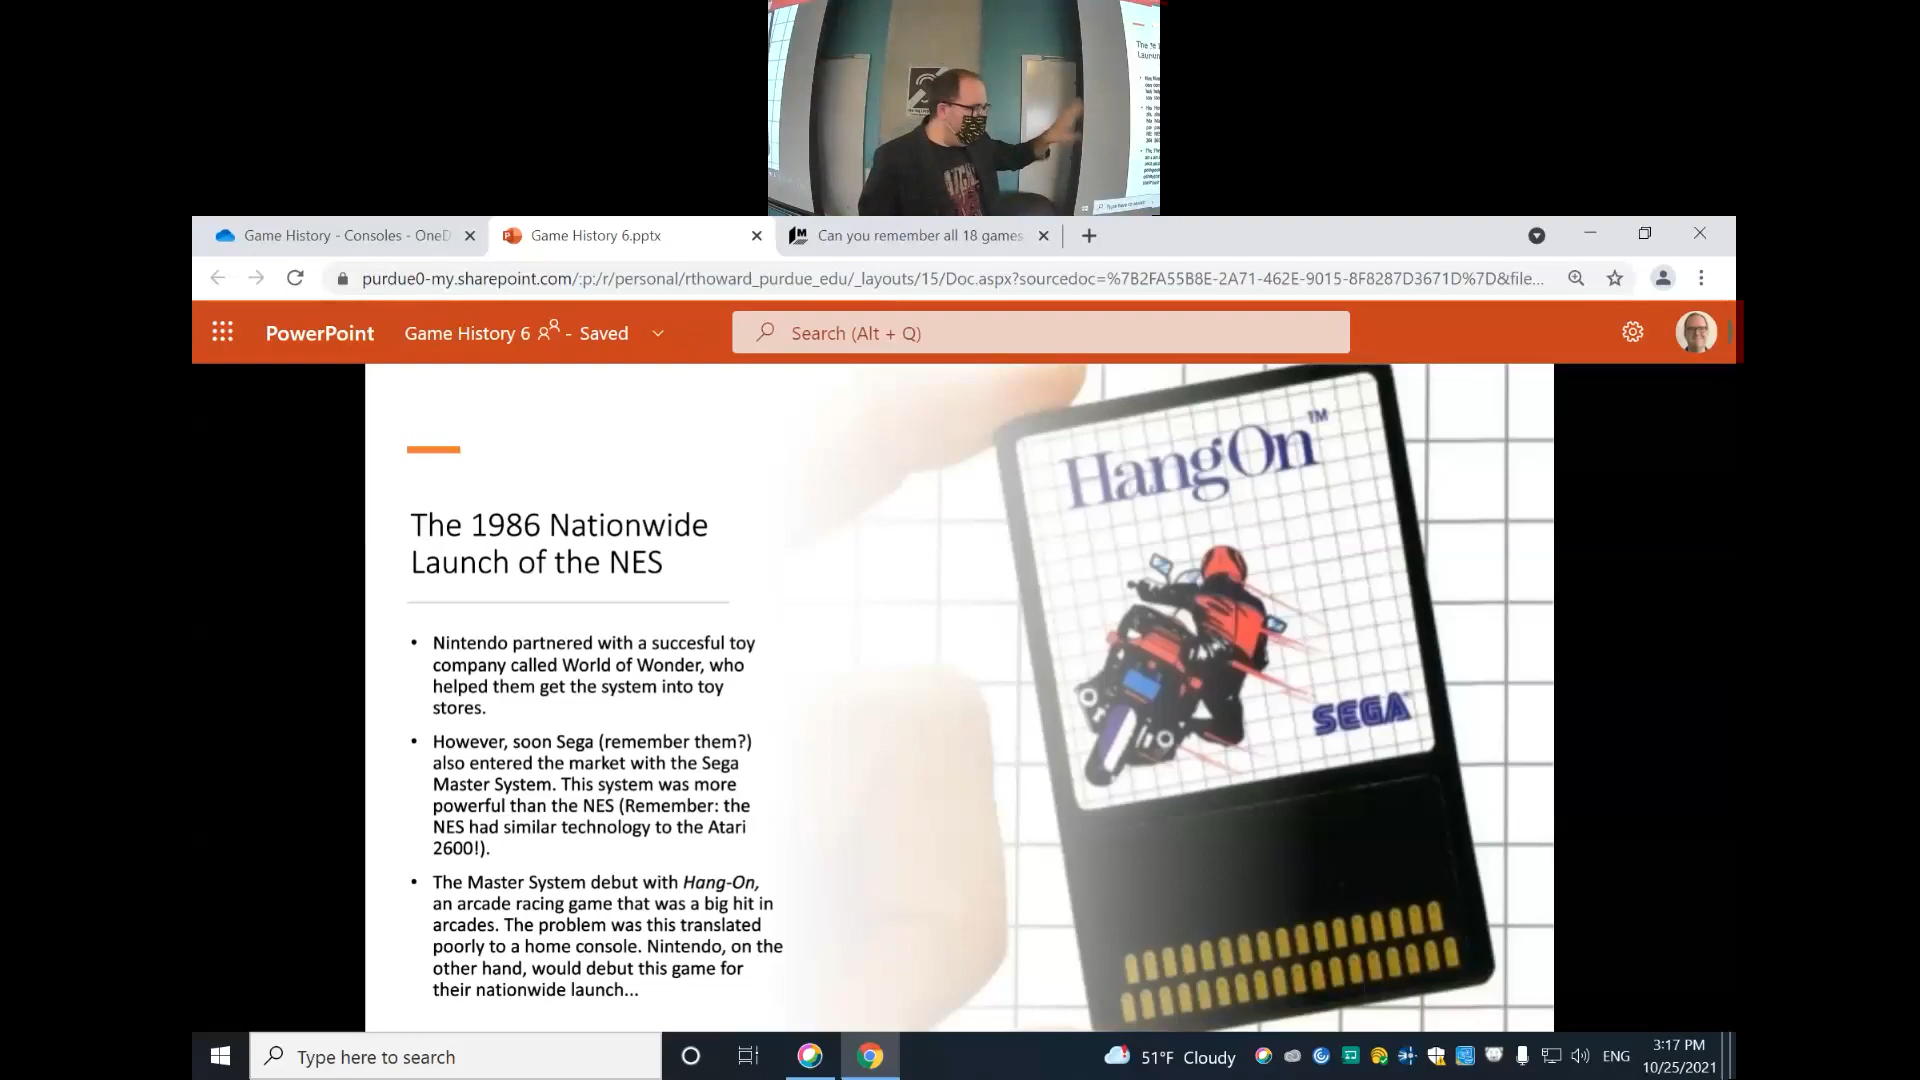 Game History - Consoles - OneD
Game History 6.pptx
Can you remember all 18 games
purdue0-my.sharepoint.com/:p:/r/personal/rthoward_purdue_edu/_layouts/15/Doc.aspx?sourcedoc=%7B2FA55B8E-2A71-462E-9015-8F8287D3671D%7D&file...
PowerPoint
Game History 6 - Saved
Search (Alt + Q)
The 1986 Nationwide
Launch of the NES
• Nintendo partnered with a succesful toy
company called World of Wonder, who
helped them get the system into toy
stores.
• However, soon Sega (remember them?)
also entered the market with the Sega
Master System. This system was more
powerful than the NES (Remember: the
NES had similar technology to the Atari
2600!).
• The Master System debut with Hang-On,
an arcade racing game that was a big hit in
arcades. The problem was this translated
poorly to a home console. Nintendo, on the
other hand, would debut this game for
their nationwide launch...
HangOn™
SEGA
Type here to search
51°F Cloudy
ENG
3:17 PM
10/25/2021